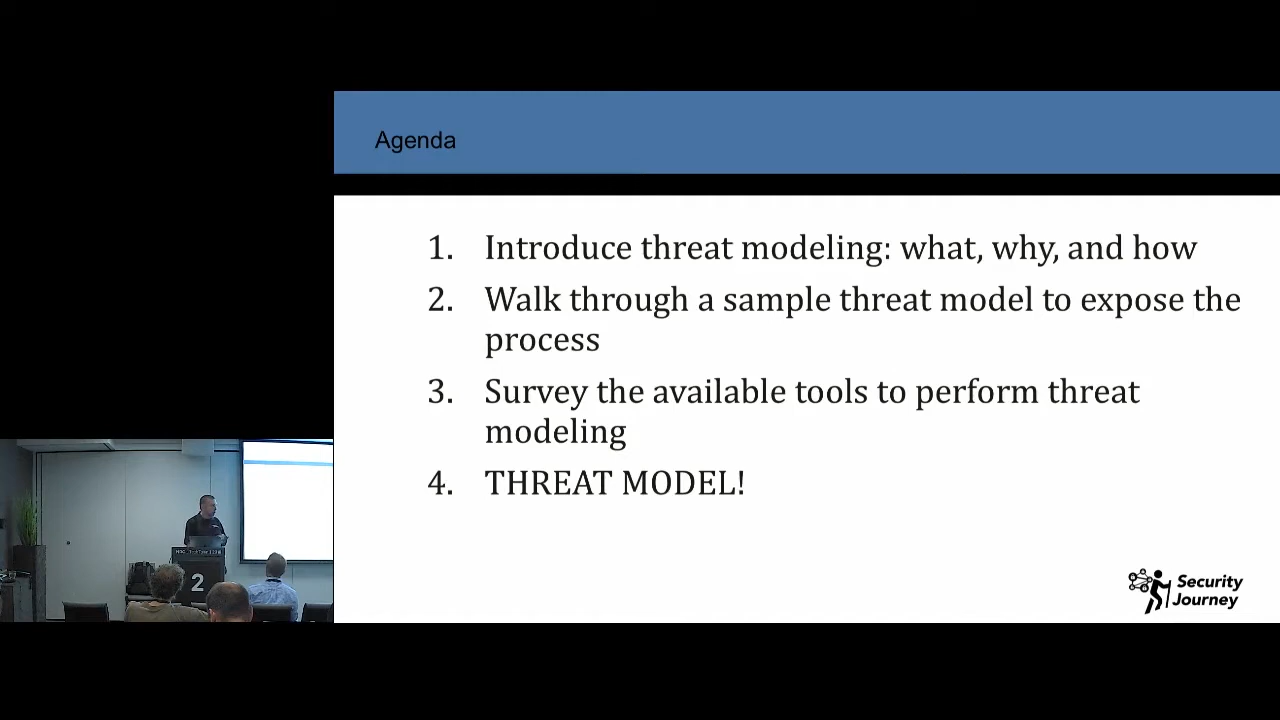 Agenda
1. Introduce threat modeling: what, why, and how
2. Walk through a sample threat model to expose the
process
3. Survey the available tools to perform threat
modeling
4. THREAT MODEL!
Security
Journey
2